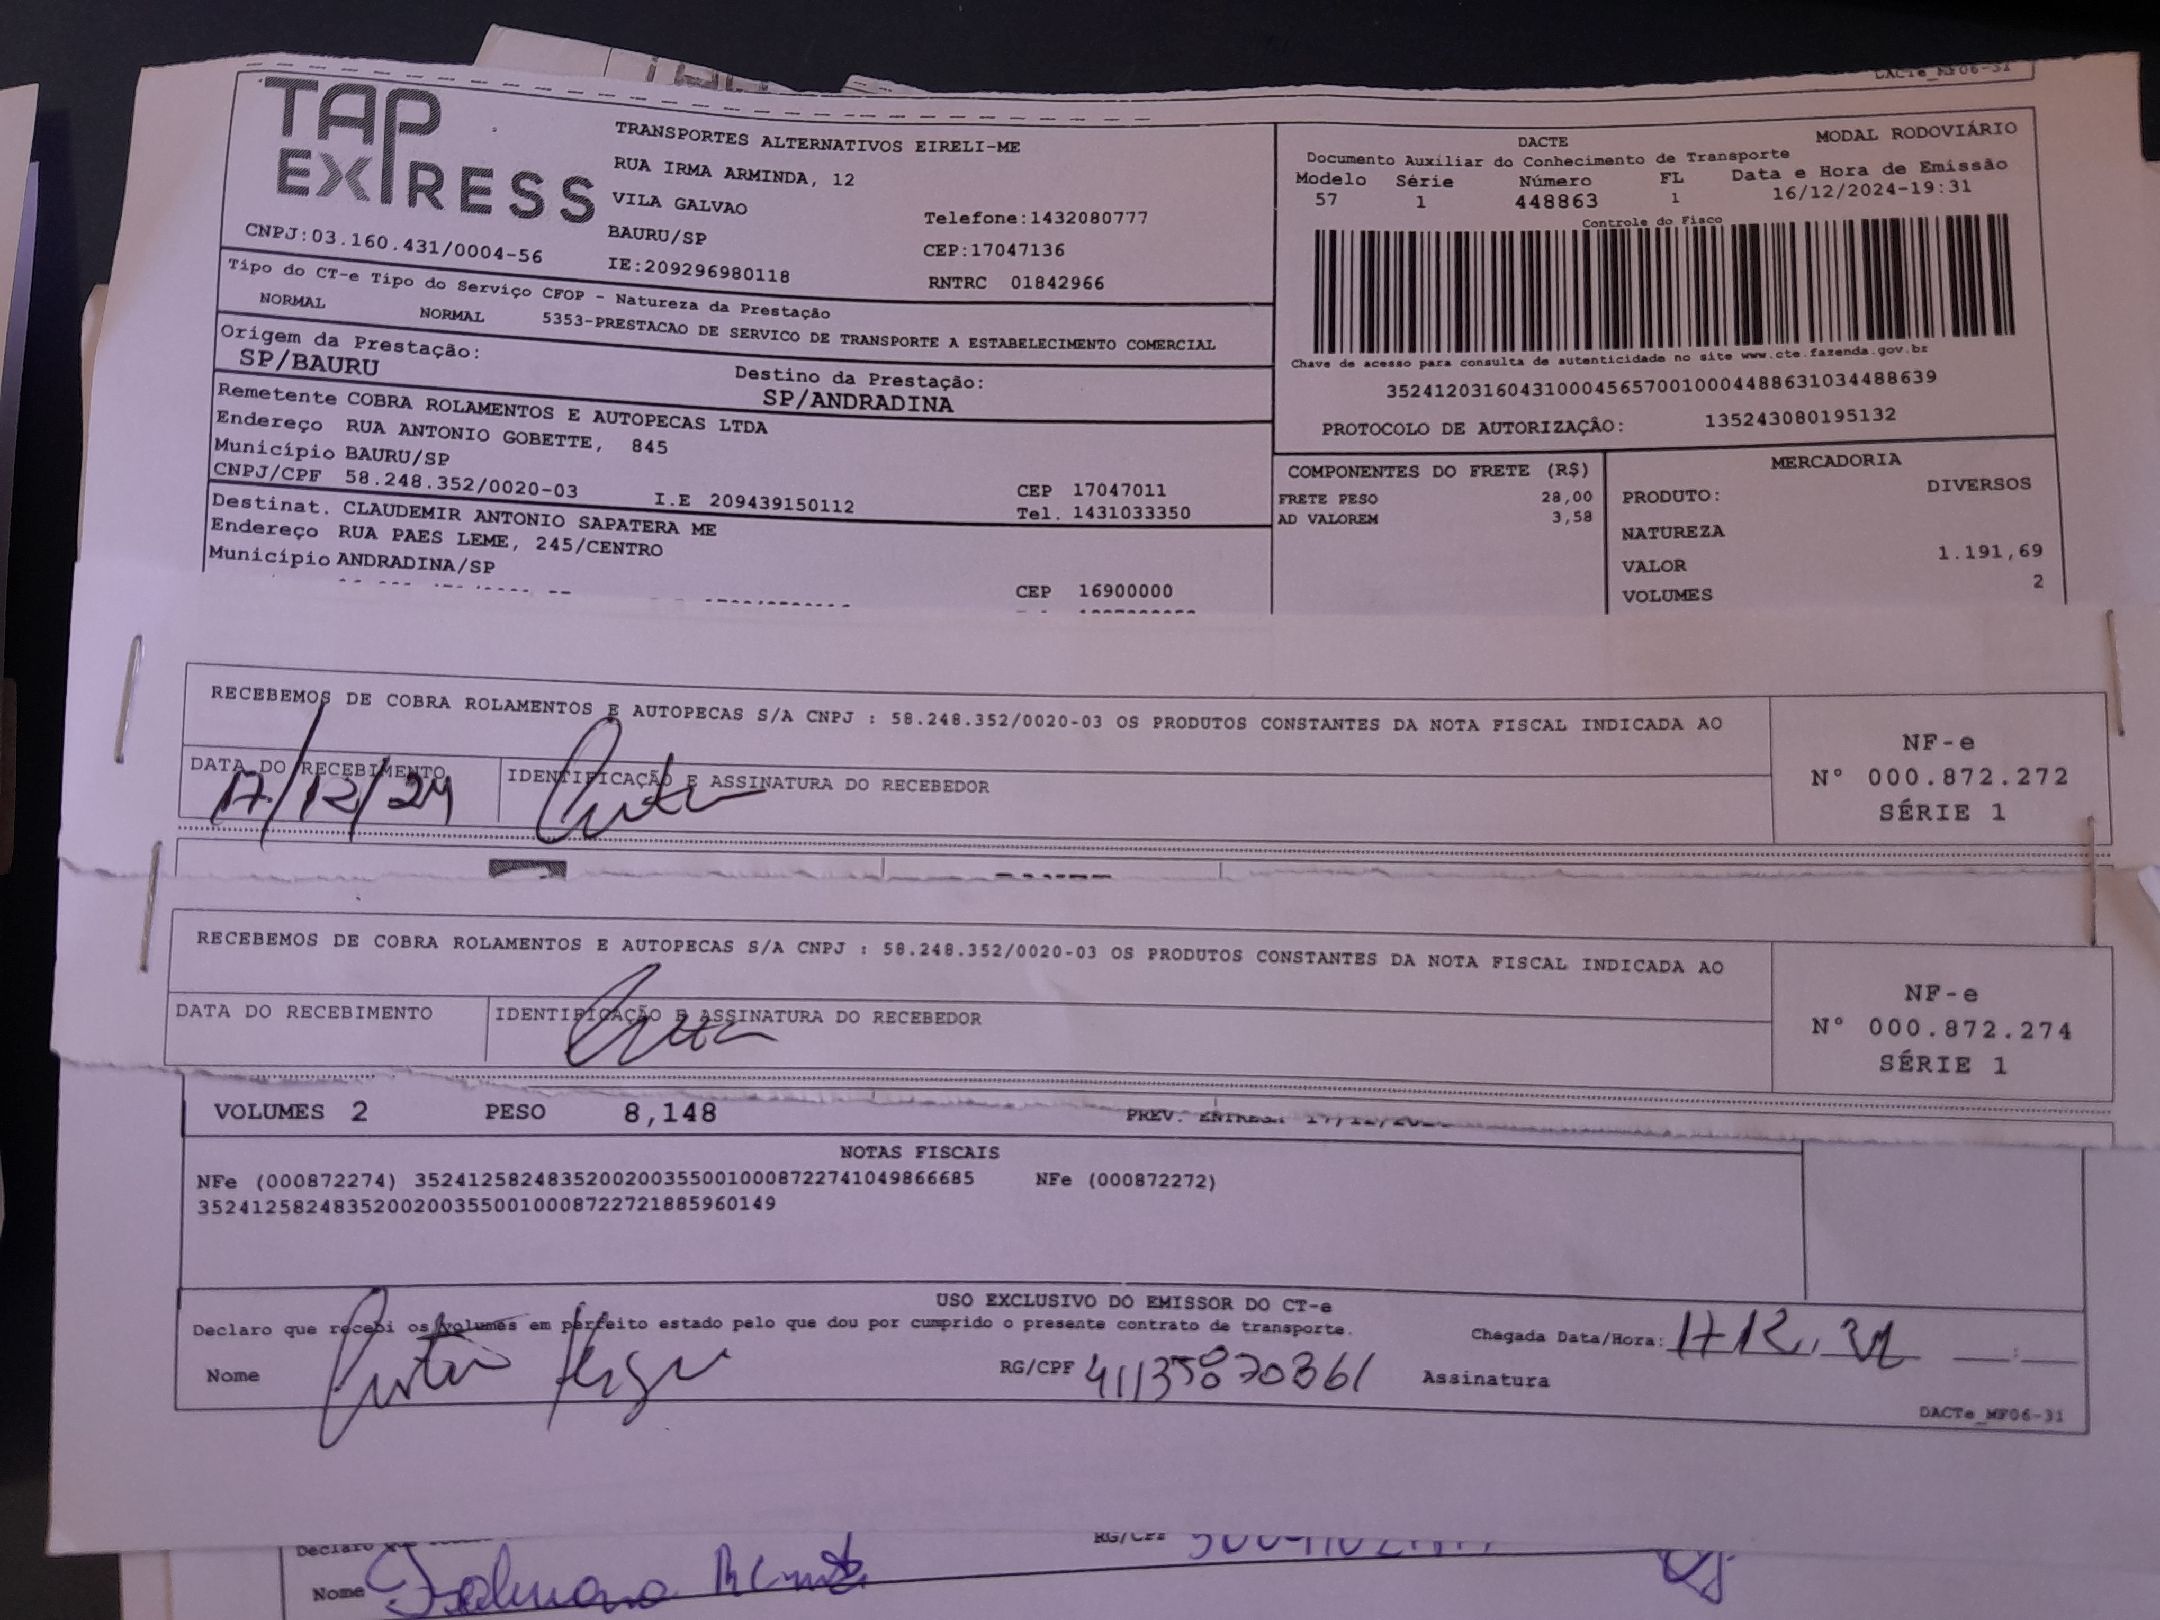 DACTe_MF06-31
TAP EXPRESS
TRANSPORTES ALTERNATIVOS EIRELI-ME
RUA IRMA ARMINDA, 12
VILA GALVAO
BAURU/SP
IE:209296980118
Telefone:1432080777
CEP:17047136
RNTRC 01842966
CNPJ:03.160.431/0004-56
DACTE
MODAL RODOVIÁRIO
Documento Auxiliar do Conhecimento de Transporte
Modelo Série Número FL Data e Hora de Emissão
57 1 448863 1 16/12/2024-19:31
Controle do Fisco
Chave de acesso para consulta de autenticidade no site www.cte.fazenda.gov.br
35241203160431000456570010004488631034488639
PROTOCOLO DE AUTORIZAÇÃO: 135243080195132
Tipo do CT-e Tipo do Serviço CFOP - Natureza da Prestação
NORMAL NORMAL 5353-PRESTACAO DE SERVICO DE TRANSPORTE A ESTABELECIMENTO COMERCIAL
Origem da Prestação:
SP/BAURU
Destino da Prestação:
SP/ANDRADINA
Remetente COBRA ROLAMENTOS E AUTOPECAS LTDA
Endereço RUA ANTONIO GOBETTE, 845
Município BAURU/SP
CNPJ/CPF 58.248.352/0020-03 I.E 209439150112
CEP 17047011
Tel. 1431033350
Destinat. CLAUDEMIR ANTONIO SAPATERA ME
Endereço RUA PAES LEME, 245/CENTRO
Município ANDRADINA/SP
CEP 16900000
COMPONENTES DO FRETE (R$)
FRETE PESO 28,00
AD VALOREM 3,58
MERCADORIA
PRODUTO: DIVERSOS
NATUREZA
VALOR 1.191,69
VOLUMES 2
RECEBEMOS DE COBRA ROLAMENTOS E AUTOPECAS S/A CNPJ : 58.248.352/0020-03 OS PRODUTOS CONSTANTES DA NOTA FISCAL INDICADA AO
DATA DO RECEBIMENTO
17/12/24
IDENTIFICAÇÃO E ASSINATURA DO RECEBEDOR
NF-e
N° 000.872.272
SÉRIE 1
RECEBEMOS DE COBRA ROLAMENTOS E AUTOPECAS S/A CNPJ : 58.248.352/0020-03 OS PRODUTOS CONSTANTES DA NOTA FISCAL INDICADA AO
DATA DO RECEBIMENTO
IDENTIFICAÇÃO E ASSINATURA DO RECEBEDOR
NF-e
N° 000.872.274
SÉRIE 1
VOLUMES 2 PESO 8,148 PREV.
NOTAS FISCAIS
NFe (000872274) 35241258248352002003550010008722741049866685 NFe (000872272)
35241258248352002003550010008722721885960149
USO EXCLUSIVO DO EMISSOR DO CT-e
Declaro que recebi os volumes em perfeito estado pelo que dou por cumprido o presente contrato de transporte.
Chegada Data/Hora:
Nome
RG/CPF 41135870361
Assinatura
DACTe_MF06-31
Declaro que
RG/CPF
Nome